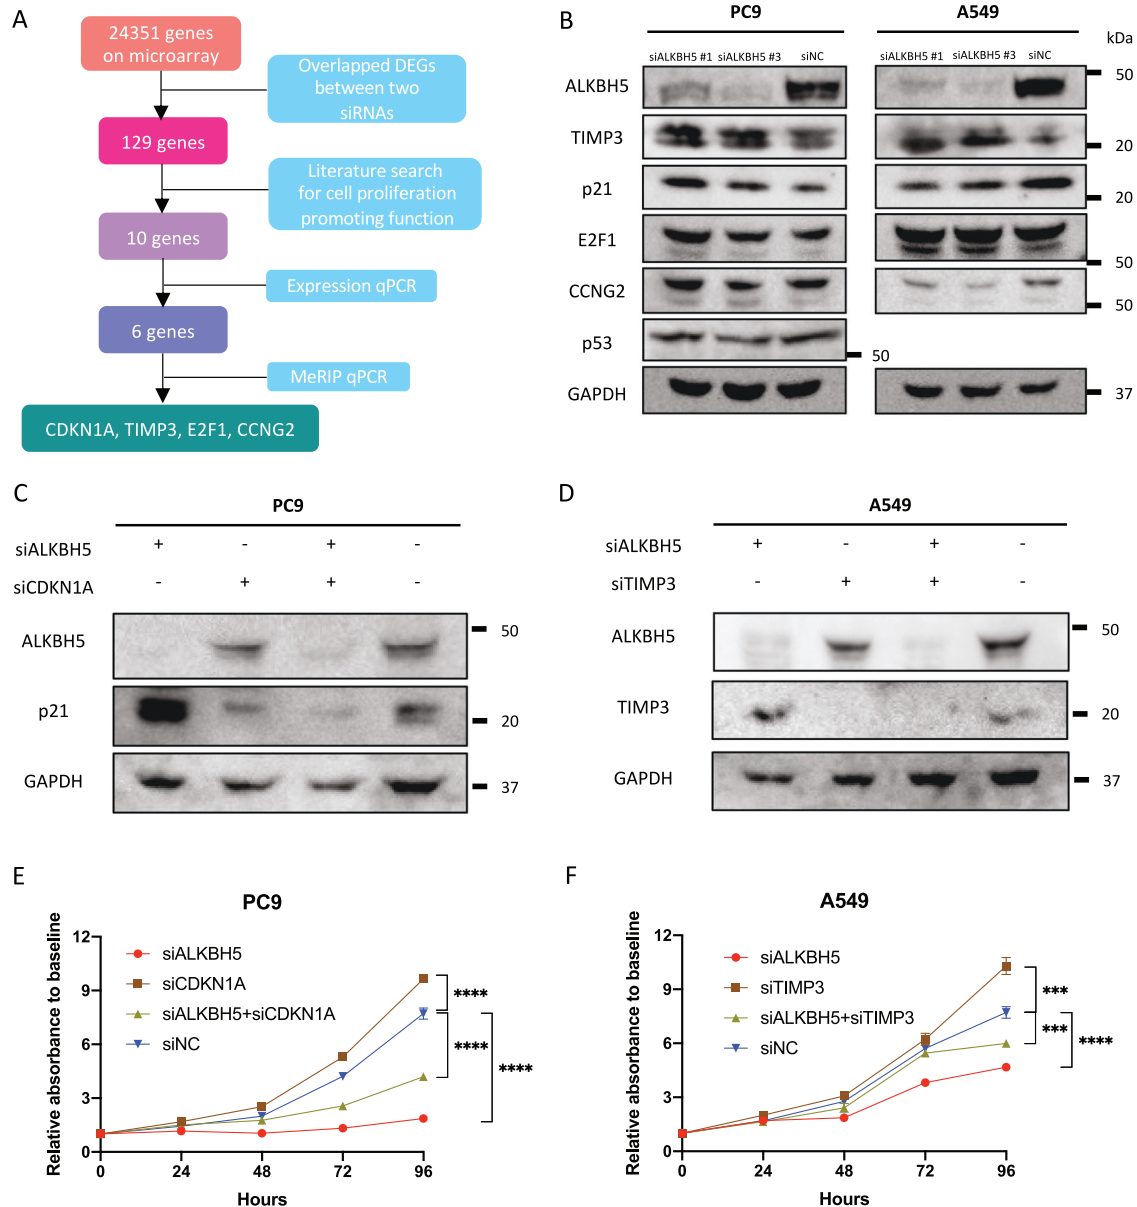 A
24351 genes
on microarray
Overlapped DEGs
between two
siRNAs
129 genes
Literature search
for cell proliferation
promoting function
10 genes
Expression qPCR
6 genes
MeRIP qPCR
CDKN1A, TIMP3, E2F1, CCNG2
B
PC9
A549
kDa
siALKBH5 #1 siALKBH5 #3 siNC
siALKBH5 #1 siALKBH5 #3 siNC
ALKBH5
50
TIMP3
20
p21
20
E2F1
50
CCNG2
50
p53
50
GAPDH
37
C
PC9
siALKBH5 + - + -
siCDKN1A - + + -
ALKBH5
50
p21
20
GAPDH
37
D
A549
siALKBH5 + - + -
siTIMP3 - + + -
ALKBH5
50
TIMP3
20
GAPDH
37
E
PC9
Relative absorbance to baseline
12
9
6
3
0
siALKBH5
siCDKN1A
siALKBH5+siCDKN1A
siNC
****
****
****
0 24 48 72 96
Hours
F
A549
Relative absorbance to baseline
12
9
6
3
0
siALKBH5
siTIMP3
siALKBH5+siTIMP3
siNC
***
***
****
0 24 48 72 96
Hours